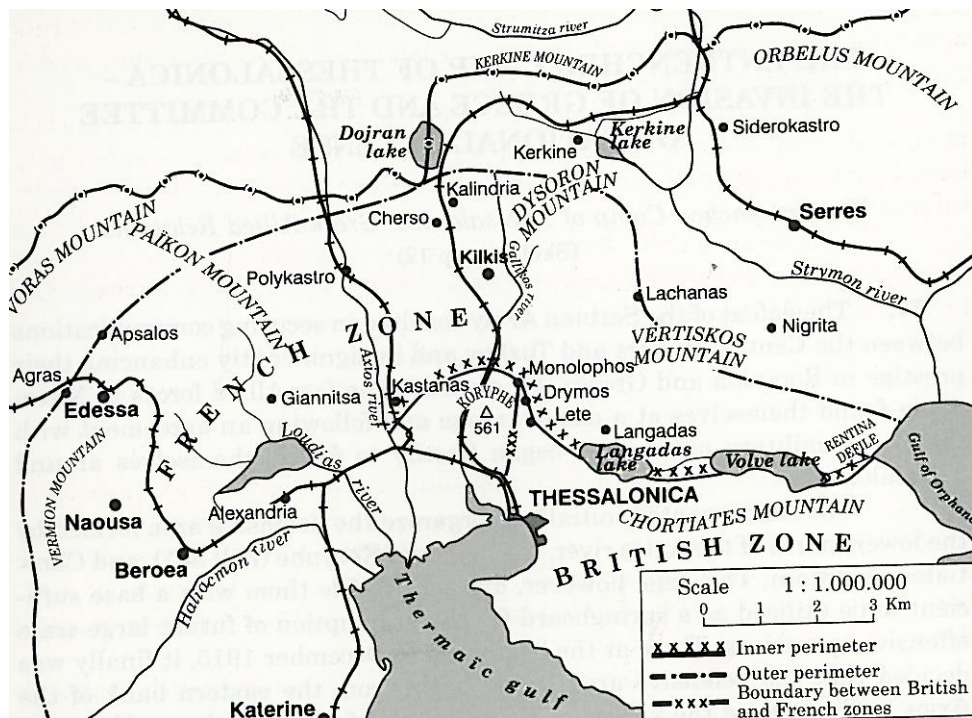 Strumitza river
KERKINE MOUNTAIN
ORBELUS MOUNTAIN
Dojran
lake
Kerkine
lake
Kerkine
Siderokastro
Kalindria
DYSORON
MOUNTAIN
Cherso
Serres
VORAS MOUNTAIN
PAIKON MOUNTAIN
Polykastro
Kilkis
Gallikos river
Strymon river
Lachanas
Apsalos
FRENCH ZONE
Axios river
VERTISKOS
MOUNTAIN
Nigrita
Agras
Edessa
Giannitsa
Kastanas
Monolophos
KORYPHE
561
Drymos
Lete
Langadas
Langadas
lake
Volve lake
RENTINA
DEFILE
Gulf of Orphano
Loudias
river
VERMION MOUNTAIN
Naousa
Alexandria
THESSALONICA
CHORTIATES MOUNTAIN
Beroea
Haliacmon river
BRITISH ZONE
Thermaic gulf
Katerine
Scale 1 : 1.000.000
0 1 2 3 Km
Inner perimeter
Outer perimeter
Boundary between British
and French zones